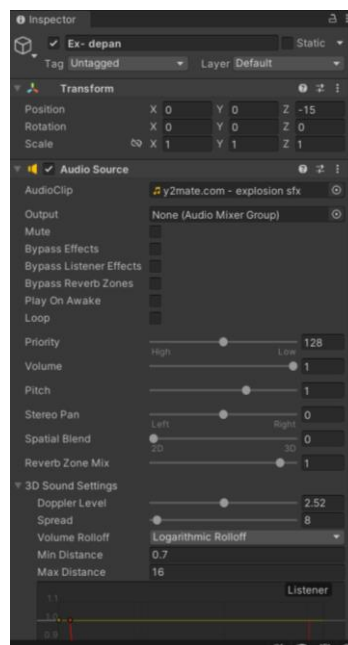 Inspector
Ex- depan Static
Tag Untagged Layer Default
Transform
Position X 0 Y 0 Z -15
Rotation X 0 Y 0 Z 0
Scale X 1 Y 1 Z 1
Audio Source
AudioClip y2mate.com - explosion sfx
Output None (Audio Mixer Group)
Mute
Bypass Effects
Bypass Listener Effects
Bypass Reverb Zones
Play On Awake
Loop
Priority 128
High Low
Volume 1
Pitch 1
Stereo Pan 0
Left Right
Spatial Blend 0
2D 3D
Reverb Zone Mix 1
3D Sound Settings
Doppler Level 2.52
Spread 8
Volume Rolloff Logarithmic Rolloff
Min Distance 0.7
Max Distance 16
Listener
1.1
1.0
0.9